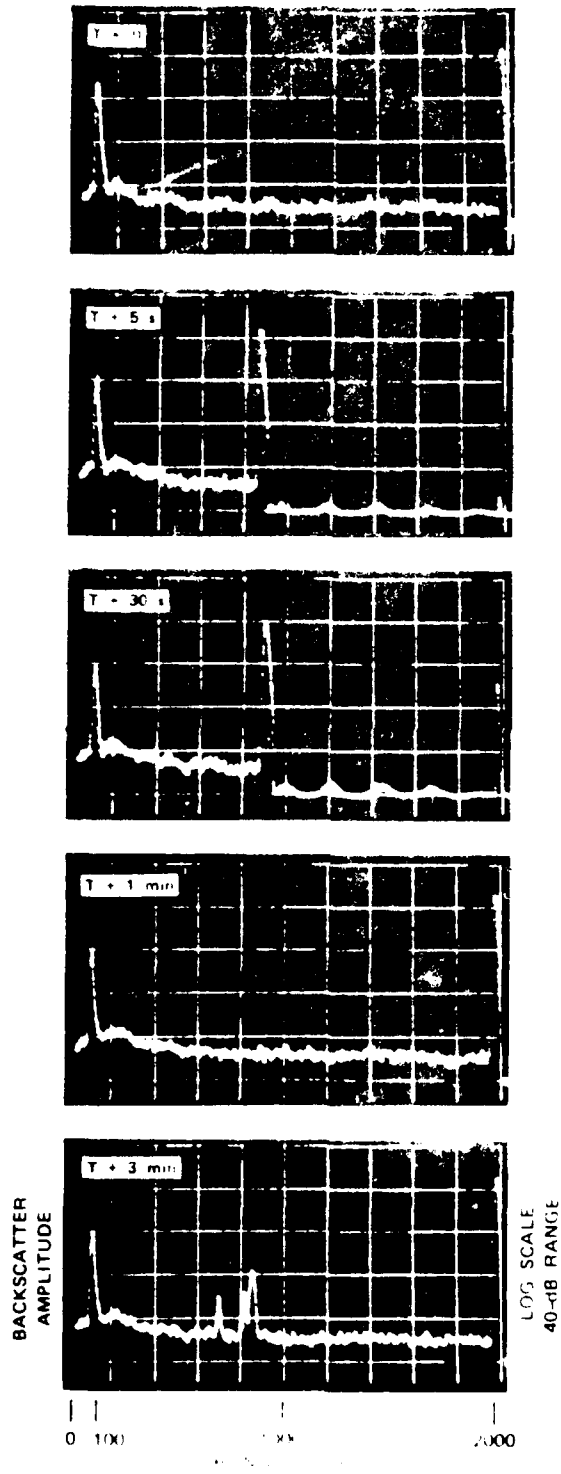 T + 5 s
T + 30 s
T + 1 min
T + 3 min
BACKSCATTER
AMPLITUDE
LOG SCALE
40-dB RANGE
0 100 2000